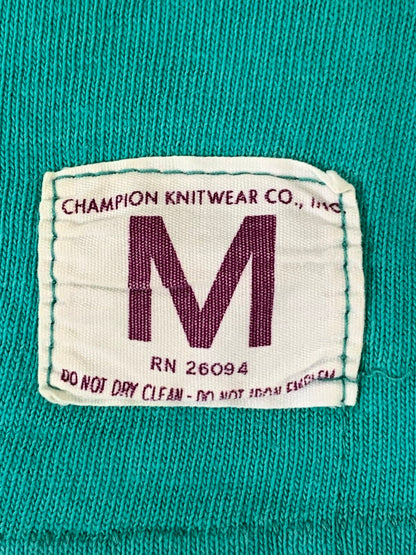 CHAMPION KNITWEAR CO., INC.
M
RN 26094
DO NOT DRY CLEAN - DO NOT IRON EMBLEM